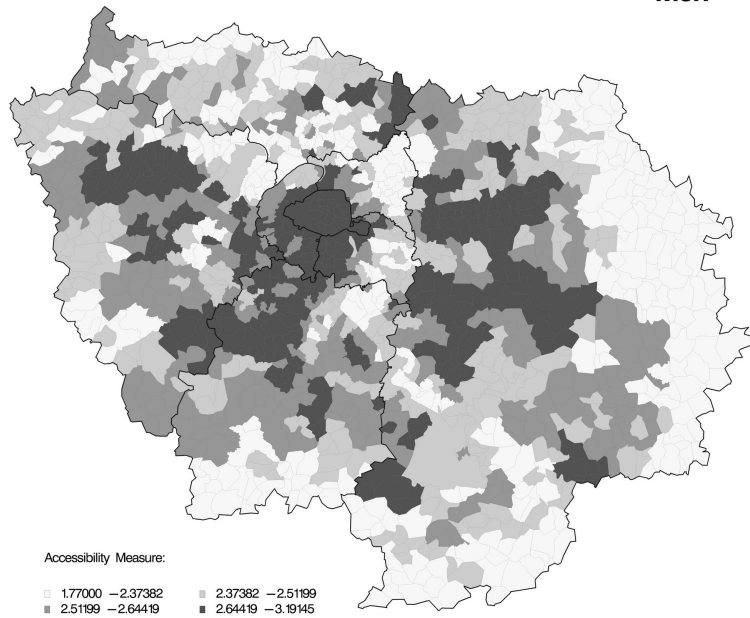 Accessibility Measure:
1.77000 – 2.37382 2.37382 – 2.51199
2.51199 – 2.64419 2.64419 – 3.19145